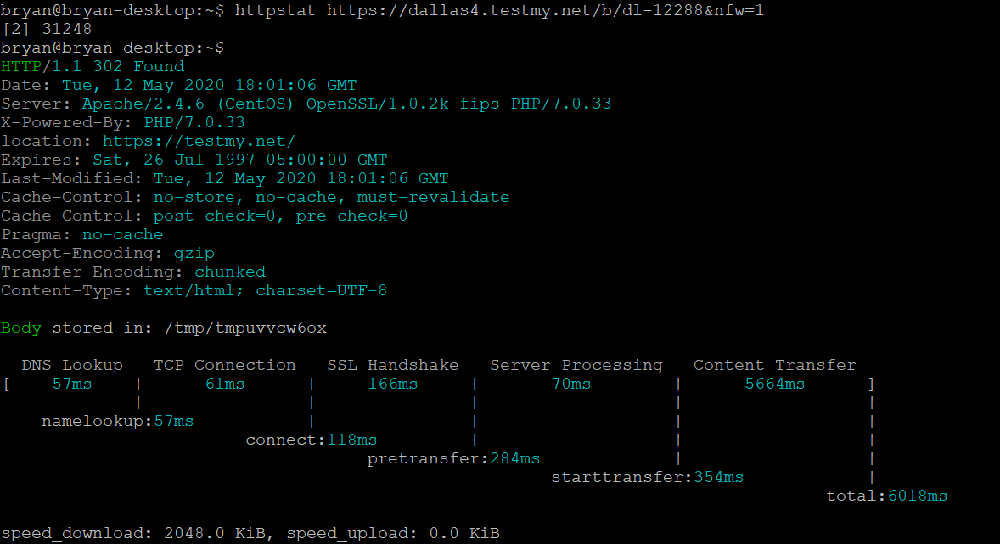 bryan@bryan-desktop:~$ httpstat https://dallas4.testmy.net/b/dl-12288&nfw=1
[2] 31248
bryan@bryan-desktop:~$
HTTP/1.1 302 Found
Date: Tue, 12 May 2020 18:01:06 GMT
Server: Apache/2.4.6 (CentOS) OpenSSL/1.0.2k-fips PHP/7.0.33
X-Powered-By: PHP/7.0.33
location: https://testmy.net/
Expires: Sat, 26 Jul 1997 05:00:00 GMT
Last-Modified: Tue, 12 May 2020 18:01:06 GMT
Cache-Control: no-store, no-cache, must-revalidate
Cache-Control: post-check=0, pre-check=0
Pragma: no-cache
Accept-Encoding: gzip
Transfer-Encoding: chunked
Content-Type: text/html; charset=UTF-8

Body stored in: /tmp/tmpuvvcw6ox

  DNS Lookup   TCP Connection   SSL Handshake   Server Processing   Content Transfer
[    57ms    |      61ms      |     166ms     |       70ms        |      5664ms      ]
             |                |               |                   |                  |
    namelookup:57ms           |               |                   |                  |
                        connect:118ms         |                   |                  |
                                    pretransfer:284ms             |                  |
                                                      starttransfer:354ms            |
                                                                                 total:6018ms

speed_download: 2048.0 KiB, speed_upload: 0.0 KiB